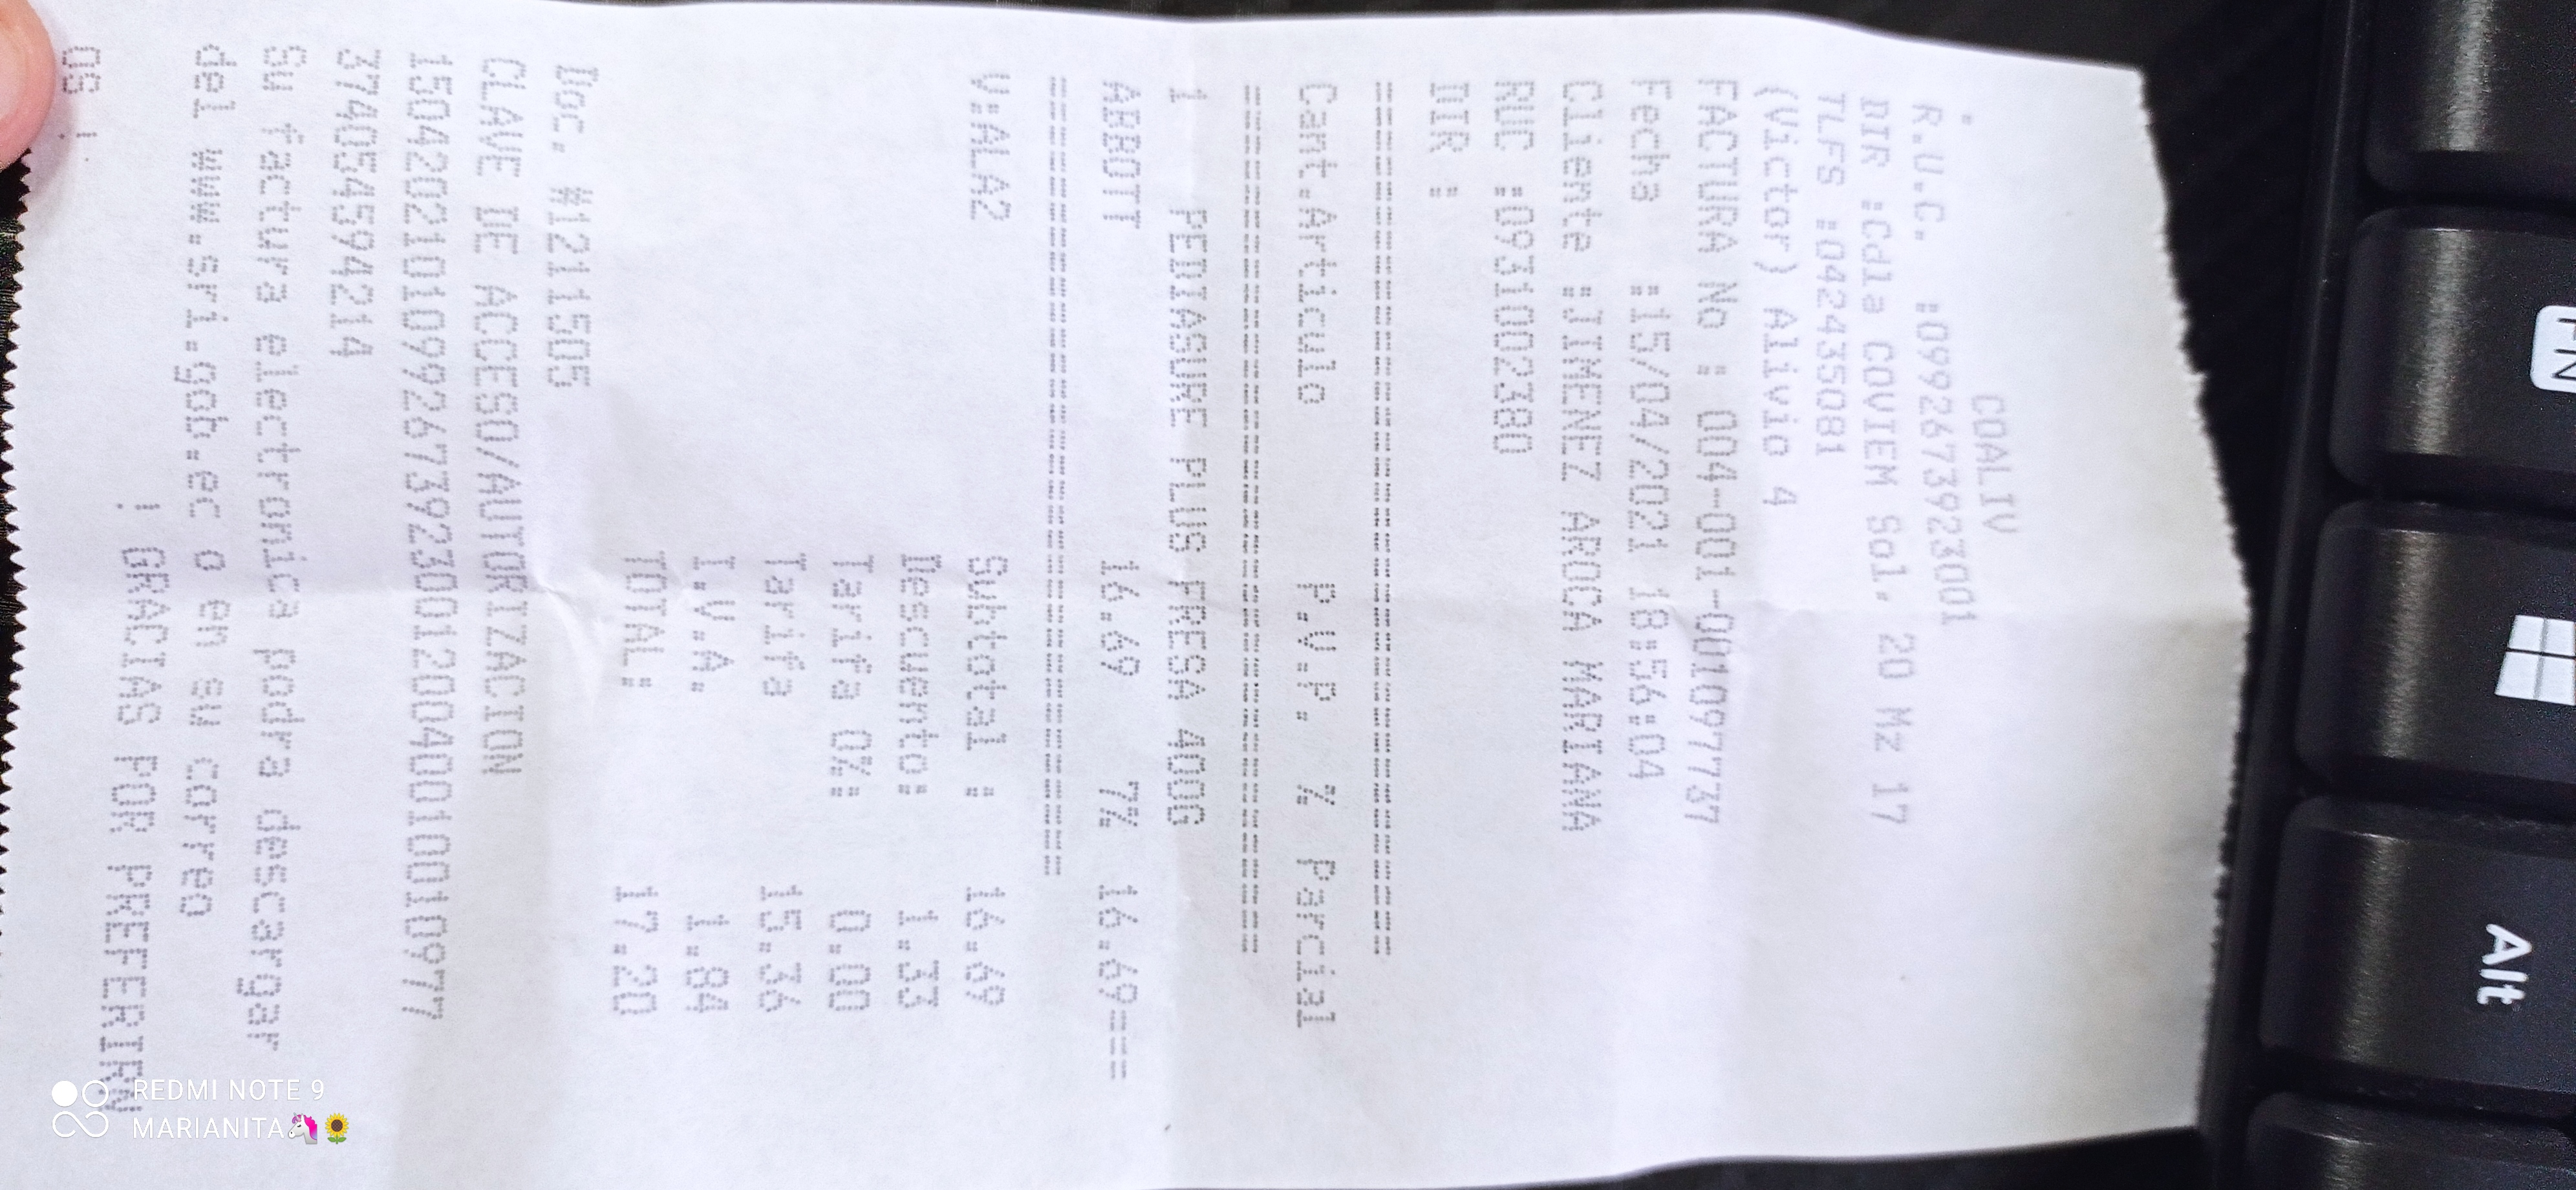 FN
Alt
.
COALIV
R.U.C. :0992673923001
DIR :Cdla COVIEM Sol. 20 Mz 17
TLFS :042435081
(Victor) Alivio 4
FACTURA No : 004-001-001097737
Fecha :15/04/2021 18:56:04
Cliente :JIMENEZ AROCA MARIANA
RUC :0931002380
DIR :
Cant.Articulo P.V.P. % Parcial
1 PEDIASURE PLUS FRESA 400G
ABBOTT 16.69 7% 16.69==
V:ALA2 Subtotal : 16.69
Descuento: 1.33
Tarifa 0%: 0.00
Tarifa 15.36
I.V.A. 1.84
TOTAL: 17.20
Doc. #1211505
CLAVE DE ACCESO/AUTORIZACION
1504202101099267392300120040010010977
374054594214
Su factura electronica podra descargar
del www.sri.gob.ec o en su correo
! GRACIAS POR PREFERIRN
OS !
REDMI NOTE 9
MARIANITA🦄🌻